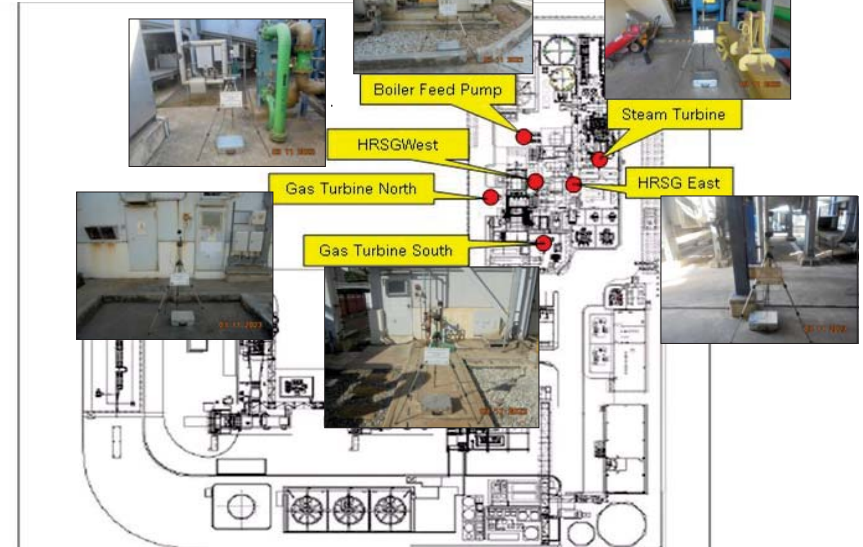 Boiler Feed Pump
Steam Turbine
HRSGWest
HRSG East
Gas Turbine North
Gas Turbine South